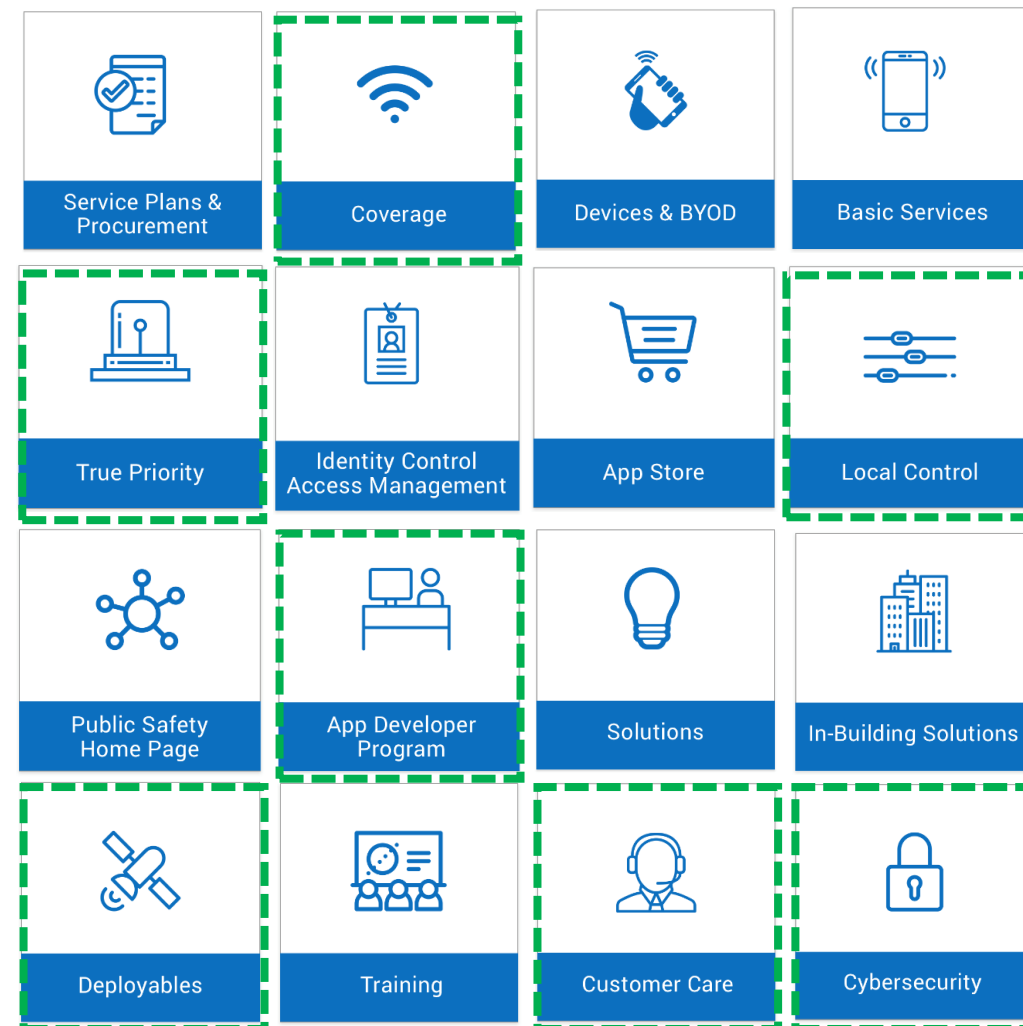 Service Plans &
Procurement
Coverage
Devices & BYOD
Basic Services
True Priority
Identity Control
Access Management
App Store
Local Control
Public Safety
Home Page
App Developer
Program
Solutions
In-Building Solutions
Deployables
Training
Customer Care
Cybersecurity